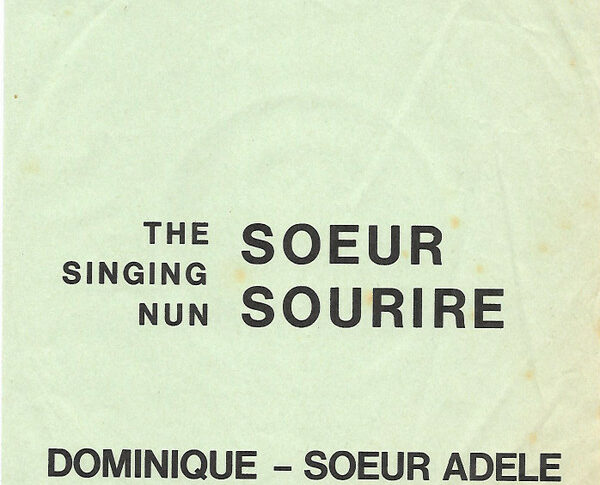 THE
SINGING
NUN
SOEUR
SOURIRE
DOMINIQUE – SOEUR ADELE